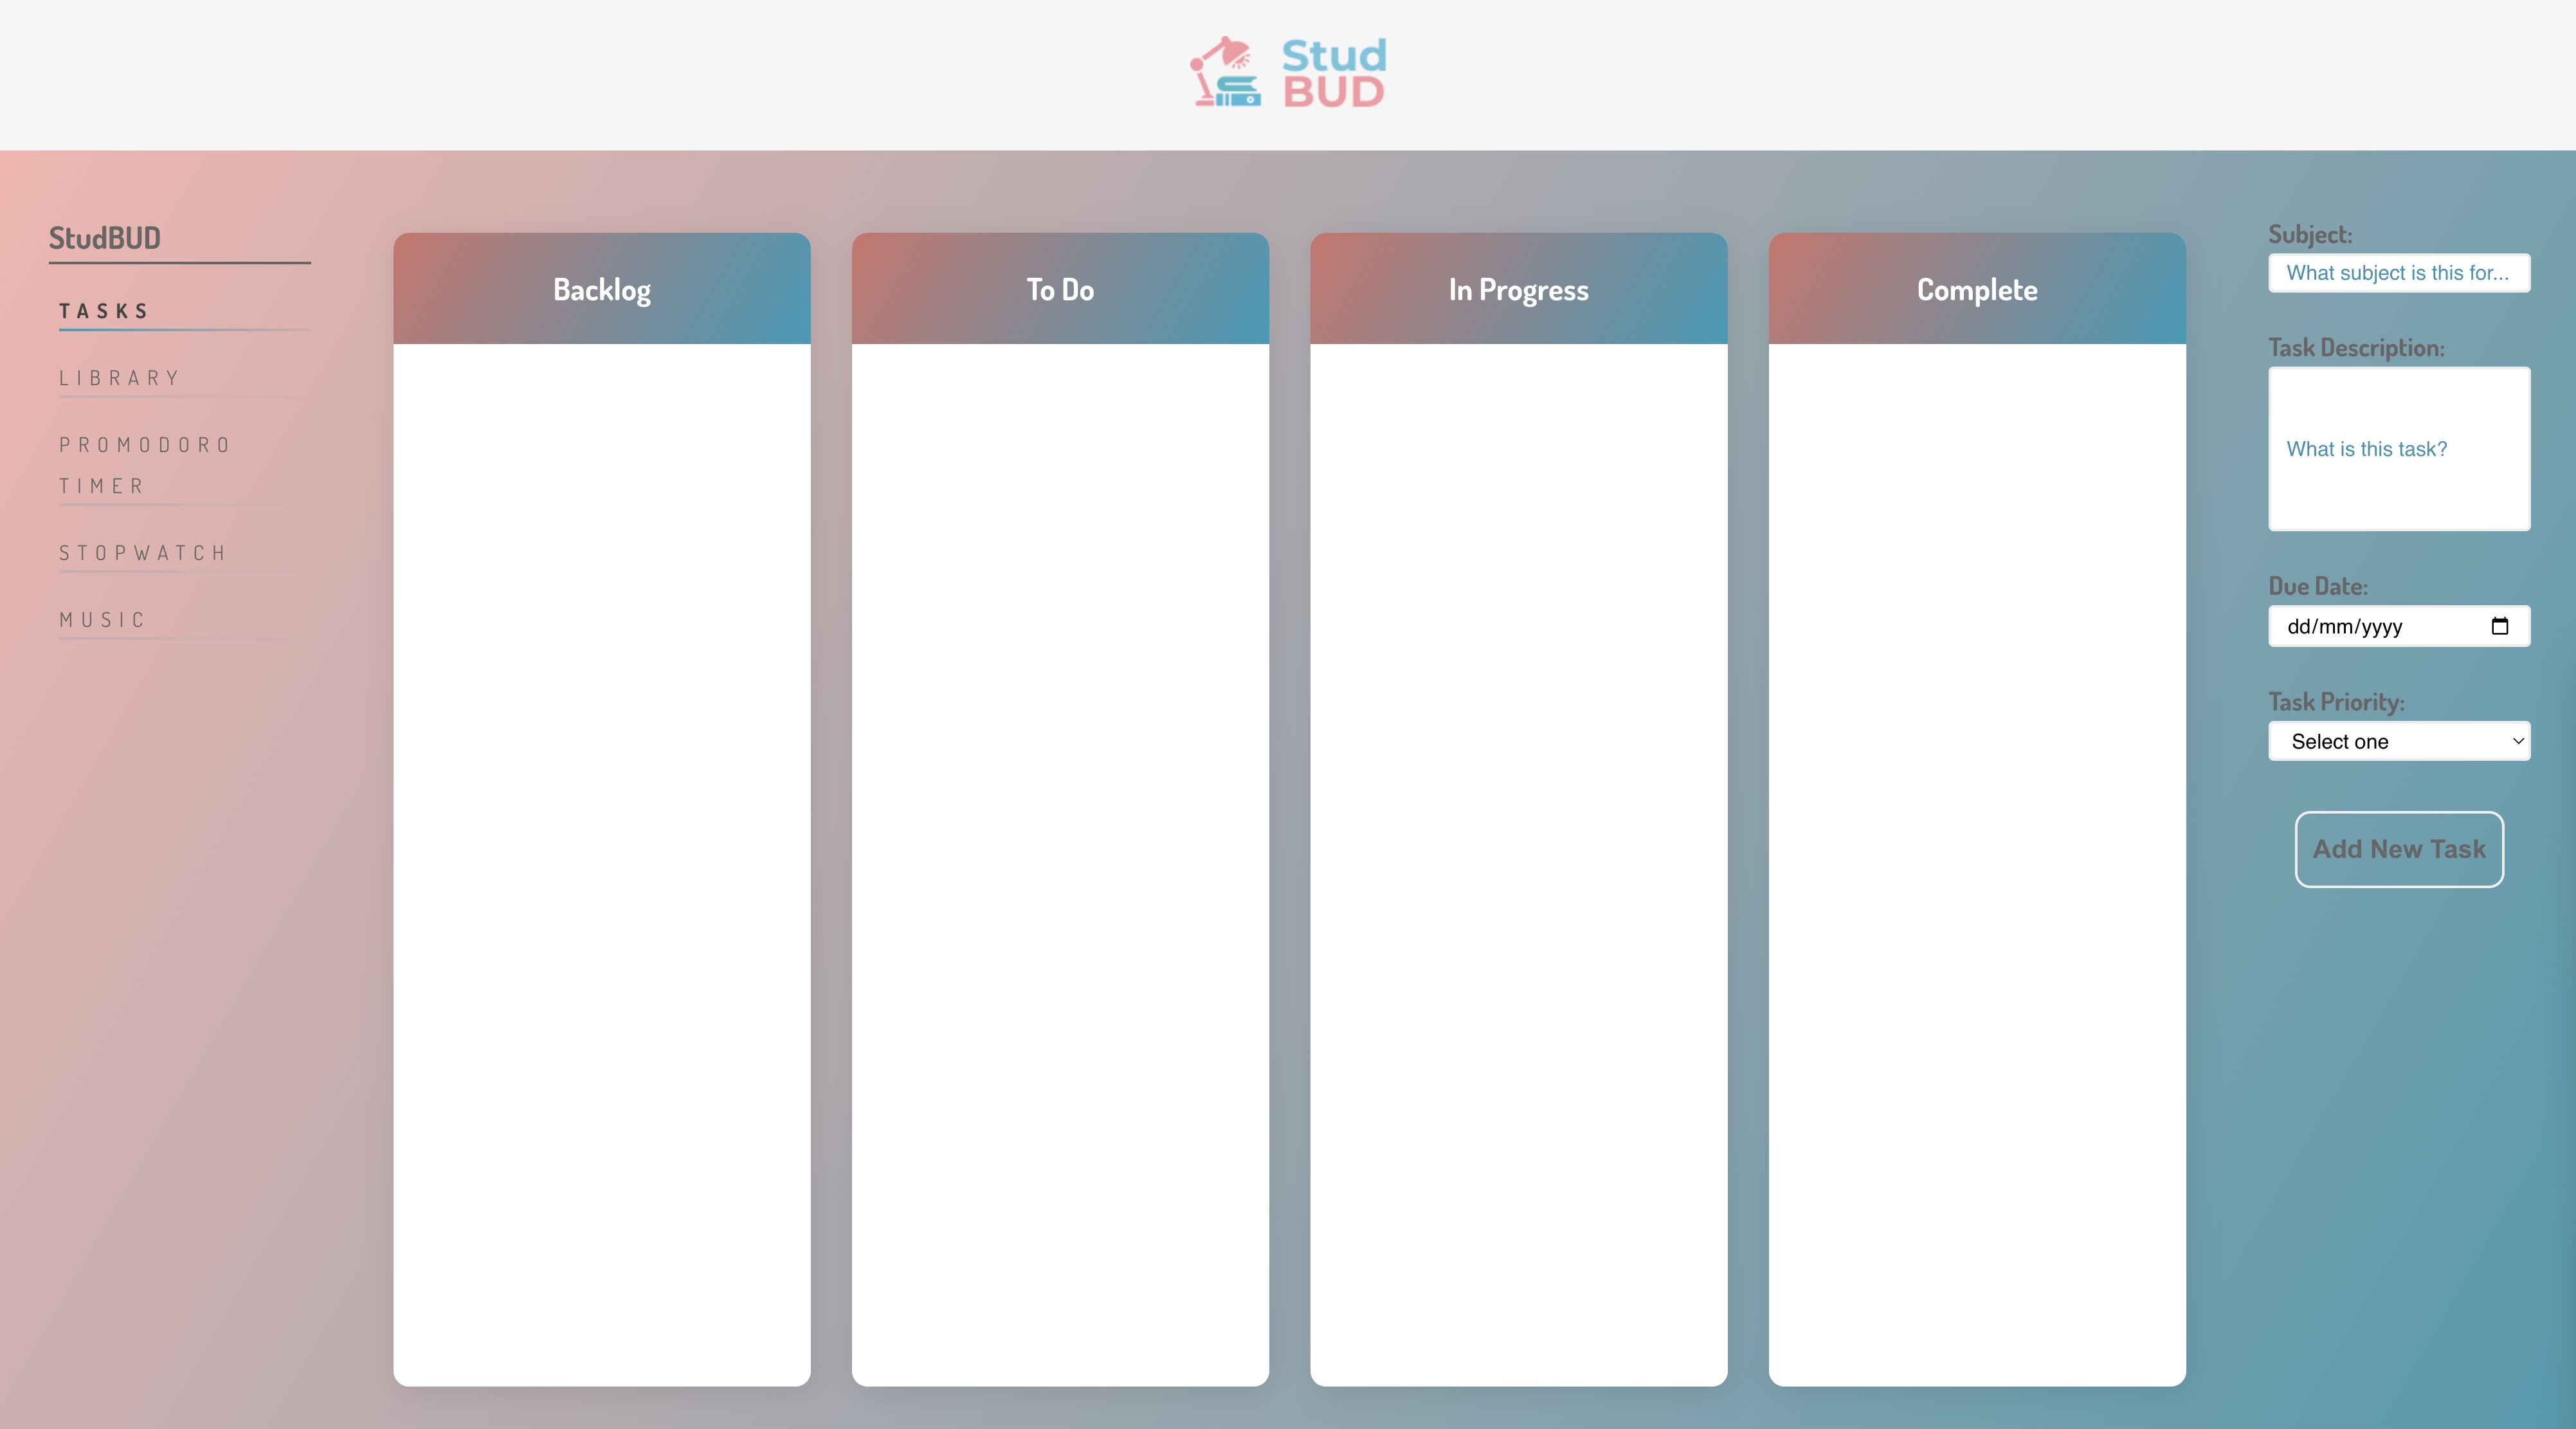 Stud
BUD
StudBUD
TASKS
LIBRARY
PROMODORO
TIMER
STOPWATCH
MUSIC
Backlog
To Do
In Progress
Complete
Subject:
What subject is this for...
Task Description:
What is this task?
Due Date:
dd/mm/yyyy
Task Priority:
Select one
Add New Task